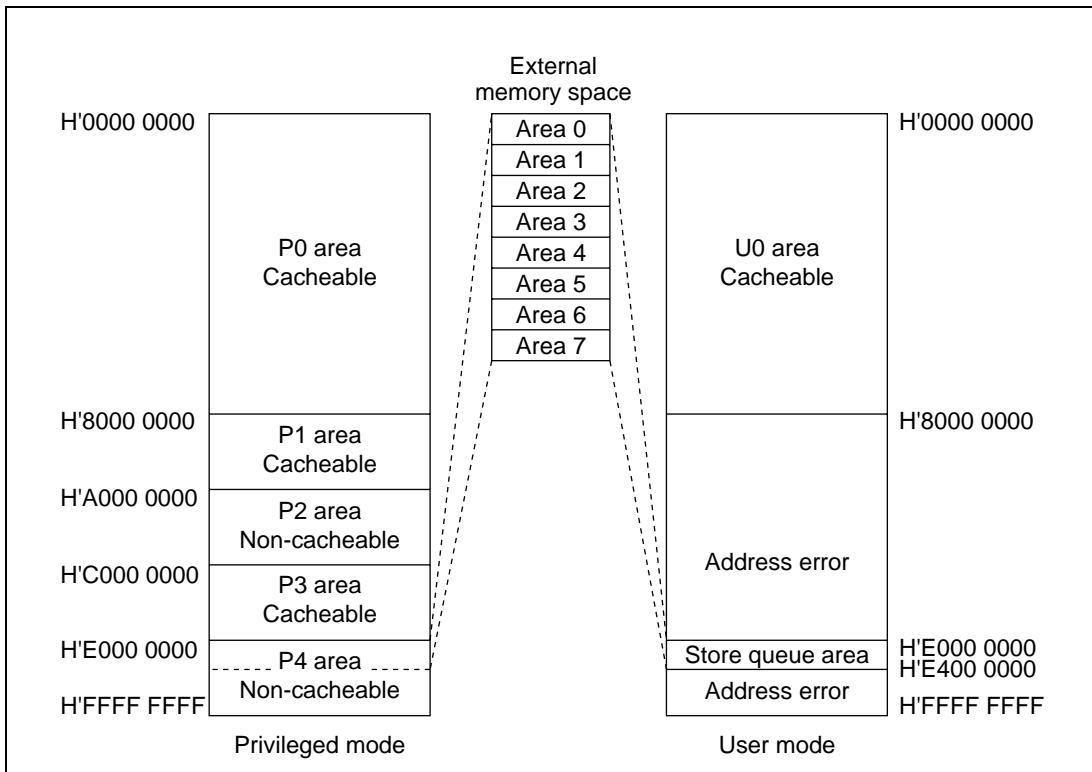 External
memory space
H'0000 0000
Area 0
H'0000 0000
Area 1
Area 2
Area 3
P0 area
Cacheable
Area 4
U0 area
Cacheable
Area 5
Area 6
Area 7
H'8000 0000
H'8000 0000
P1 area
Cacheable
H'A000 0000
P2 area
Non-cacheable
Address error
H'C000 0000
P3 area
Cacheable
H'E000 0000
P4 area
Non-cacheable
Store queue area
H'E000 0000
H'E400 0000
Address error
H'FFFF FFFF
H'FFFF FFFF
Privileged mode
User mode